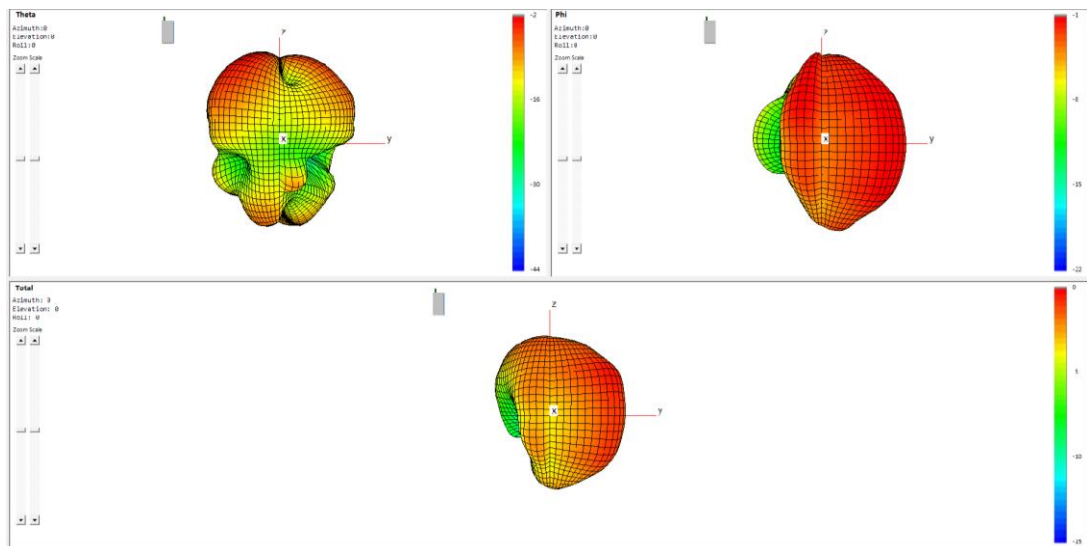 Theta
Azimuth:0
Elevation:0
Roll:0
Zoom Scale
z
x
y
-2
-16
-30
-44
Phi
Azimuth:0
Elevation:0
Roll:0
Zoom Scale
z
x
y
-1
-8
-15
-22
Total
Azimuth: 0
Elevation: 0
Roll: 0
Zoom Scale
z
x
y
0
5
-10